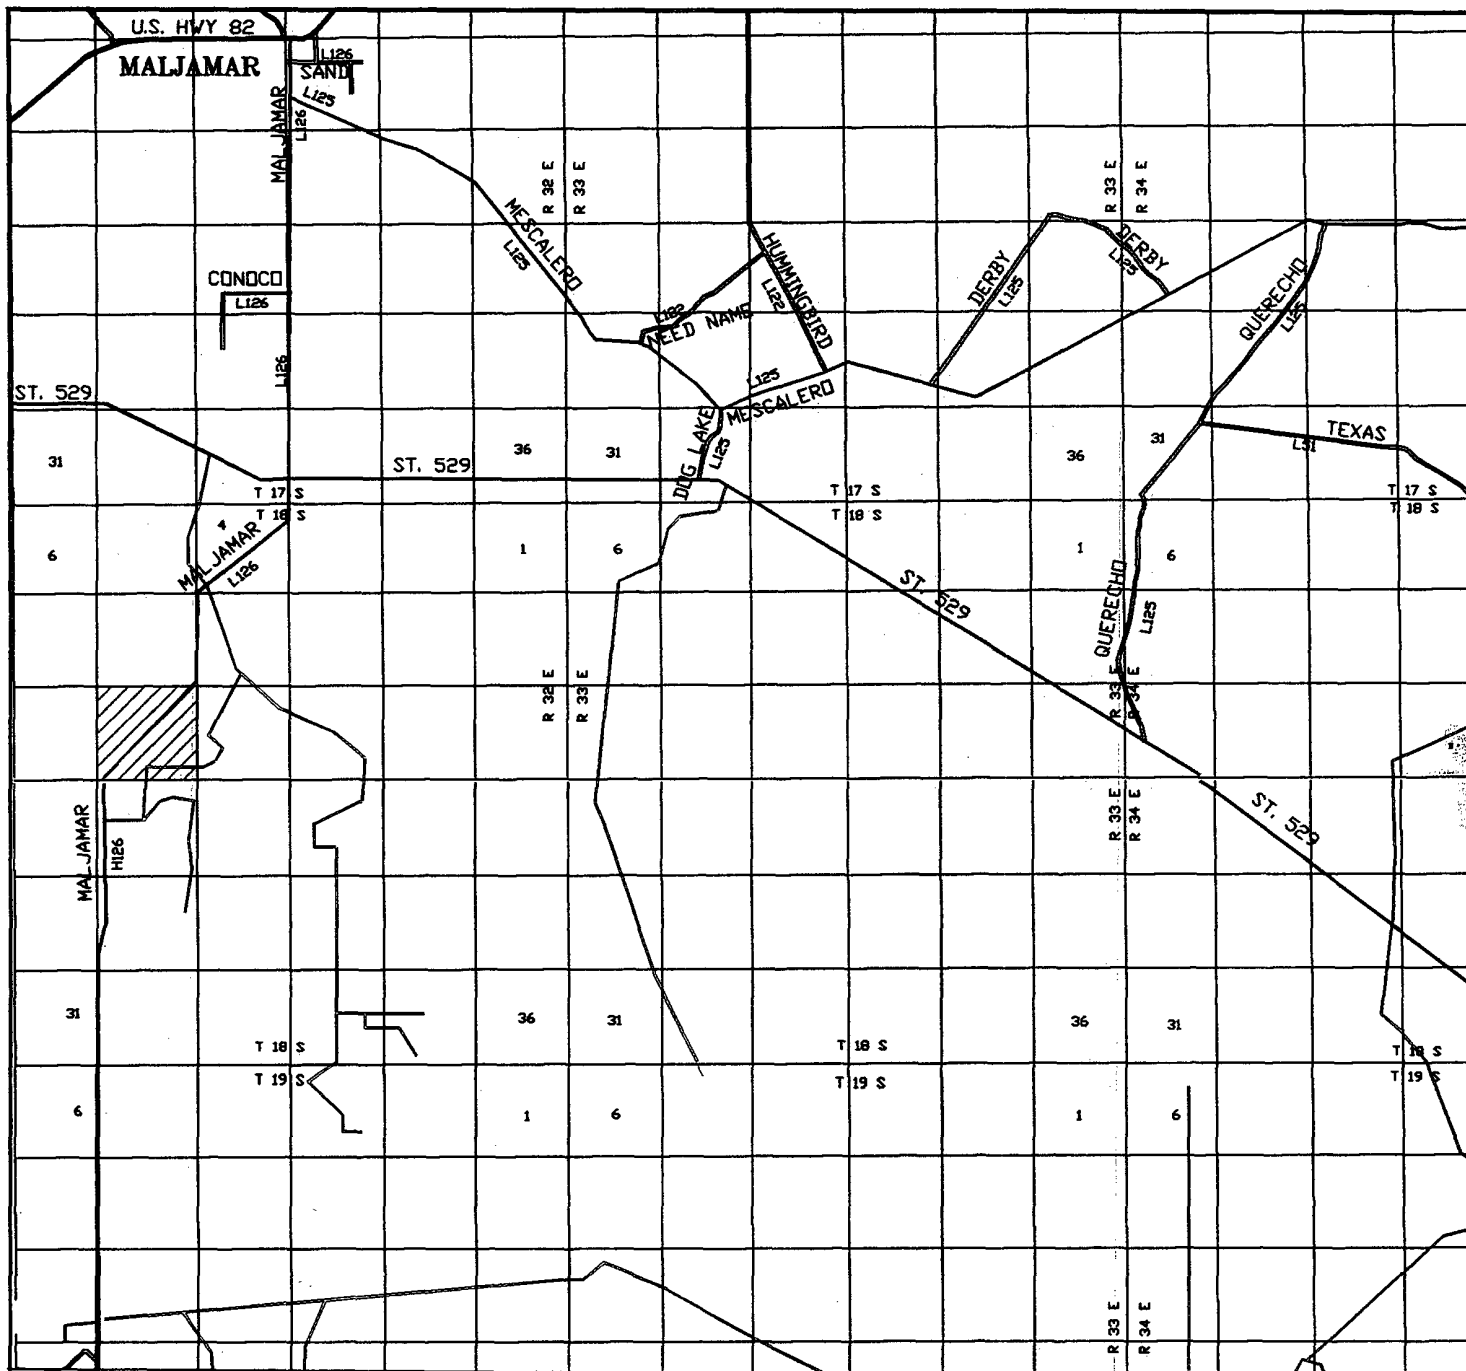 U.S. HWY 82
MALJAMAR
L126
SAND
L125
MALJAMAR
L126
R 32 E
R 33 E
R 33 E
R 34 E
MESCALERO
L125
HUMMINGBIRD
L122
DERBY
L125
DERBY
L125
QUERECHO
L125
CONOCO
L126
L122
NEED NAME
L126
L125
MESCALERO
ST. 529
DOG LAKE
L125
TEXAS
L51
31
ST. 529
36
31
36
31
T 17 S
T 18 S
T 17 S
T 18 S
T 17 S
T 18 S
MALJAMAR
L126
6
1
6
1
6
ST. 529
QUERECHO
L125
R 32 E
R 33 E
R 33 E
R 34 E
R 33 E
R 34 E
ST. 529
MALJAMAR
H126
31
36
31
36
31
T 18 S
T 19 S
T 18 S
T 19 S
T 18 S
T 19 S
6
1
6
1
6
R 33 E
R 34 E